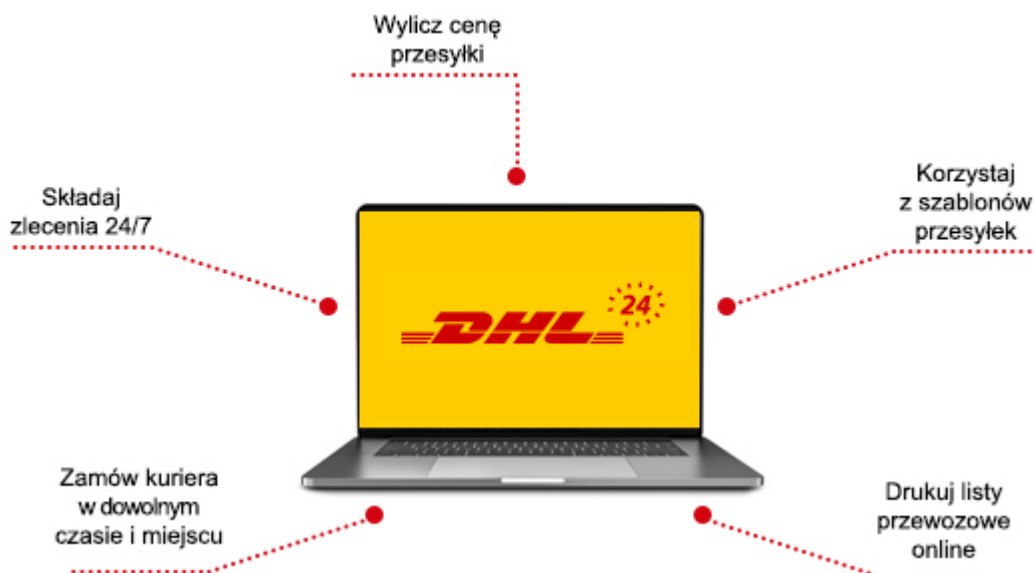 Wylicz cenę
przesyłki
Składaj
zlecenia 24/7
Korzystaj
z szablonów
przesyłek
DHL 24
Zamów kuriera
w dowolnym
czasie i miejscu
Drukuj listy
przewozowe
online